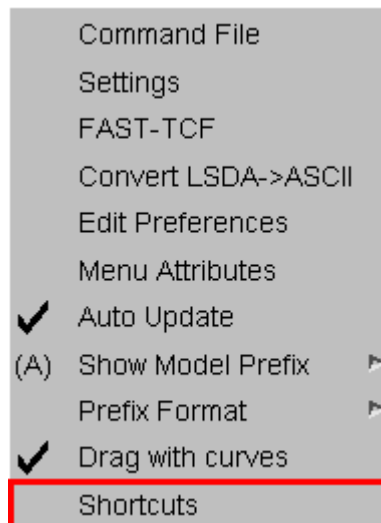 Command File
Settings
FAST-TCF
Convert LSDA->ASCII
Edit Preferences
Menu Attributes
Auto Update
(A) Show Model Prefix
Prefix Format
Drag with curves
Shortcuts